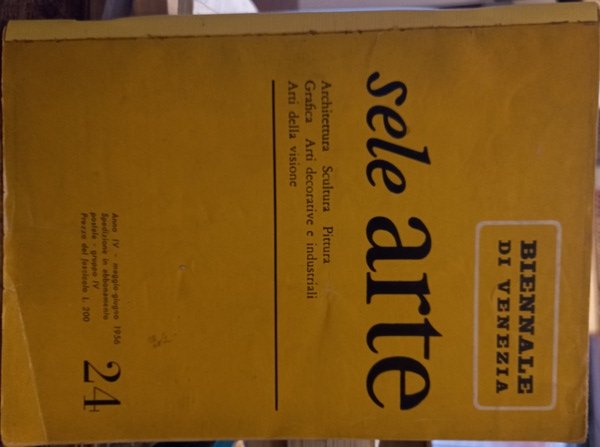 BIENNALE
DI VENEZIA
sele arte
Architettura Scultura Pittura
Grafica Arti decorative e industriali
Arti della visione
Anno IV - maggio-giugno 1956
Spedizione in abbonamento
postale - gruppo IV
Prezzo del fascicolo L. 200
24